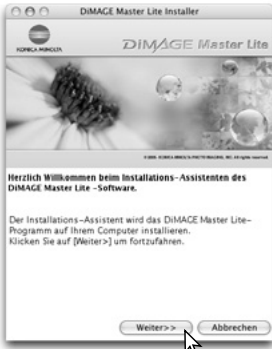 DiMAGE Master Lite Installer
KONICA MINOLTA
DiMAGE Master Lite
Herzlich Willkommen beim Installations-Assistenten des
DiMAGE Master Lite -Software.
Der Installations-Assistent wird das DiMAGE Master Lite-
Programm auf Ihrem Computer installieren.
Klicken Sie auf [Weiter>] um fortzufahren.
Weiter>>
Abbrechen